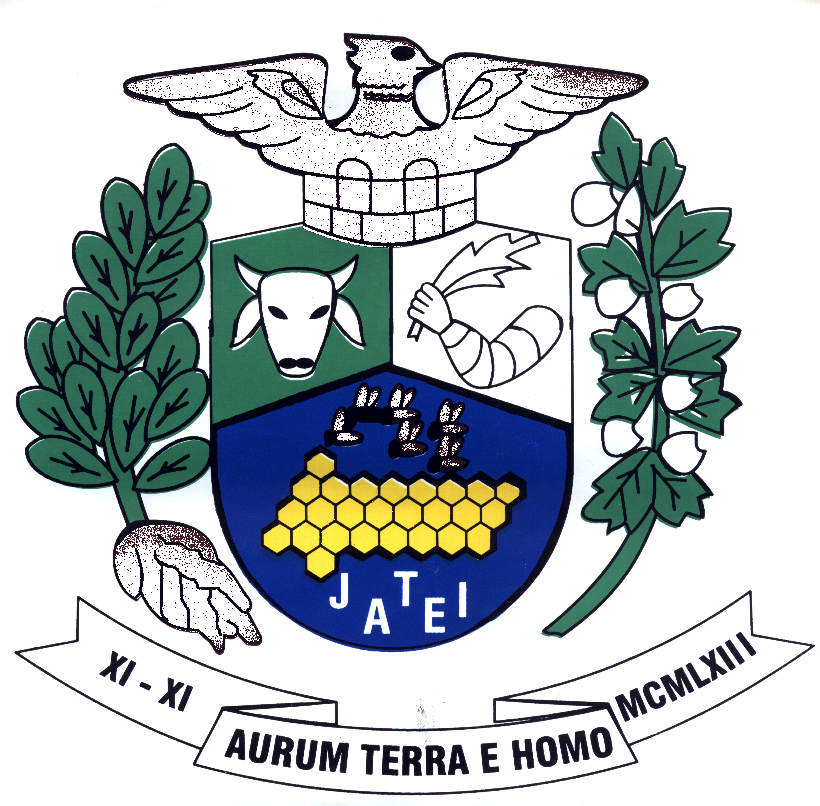 JATEI
XI - XI
AURUM TERRA E HOMO
MCMLXIII